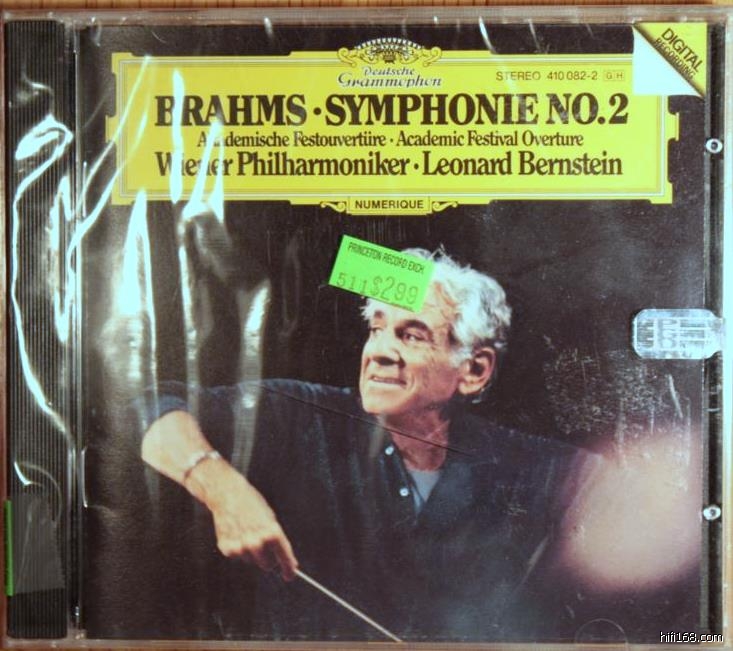 DIGITAL
RECORDING
Deutsche
Grammophon
STEREO 410 082-2 G H
BRAHMS · SYMPHONIE NO. 2
Akademische Festouvertüre · Academic Festival Overture
Wiener Philharmoniker · Leonard Bernstein
NUMERIQUE
PRINCETON RECORD EXCH.
511 $2.99
hifi168.com